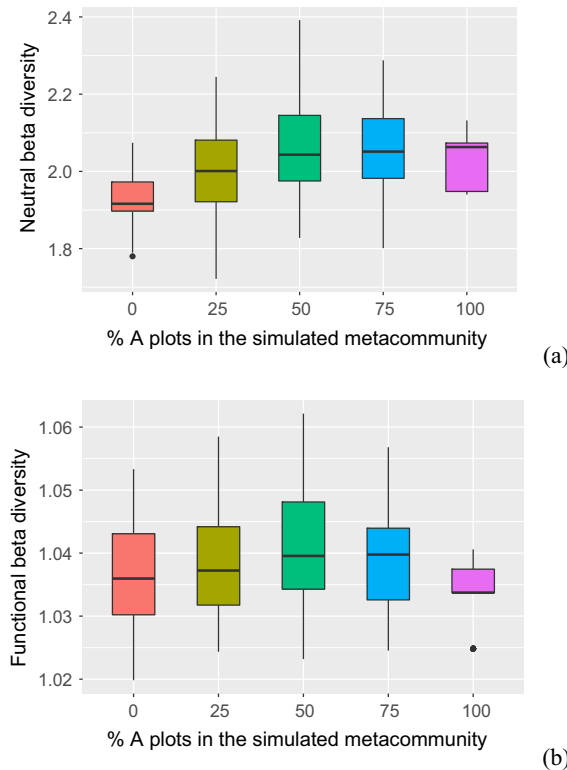 Neutral beta diversity
2.4
2.2
2.0
1.8
0 25 50 75 100
% A plots in the simulated metacommunity
(a)
Functional beta diversity
1.06
1.05
1.04
1.03
1.02
0 25 50 75 100
% A plots in the simulated metacommunity
(b)